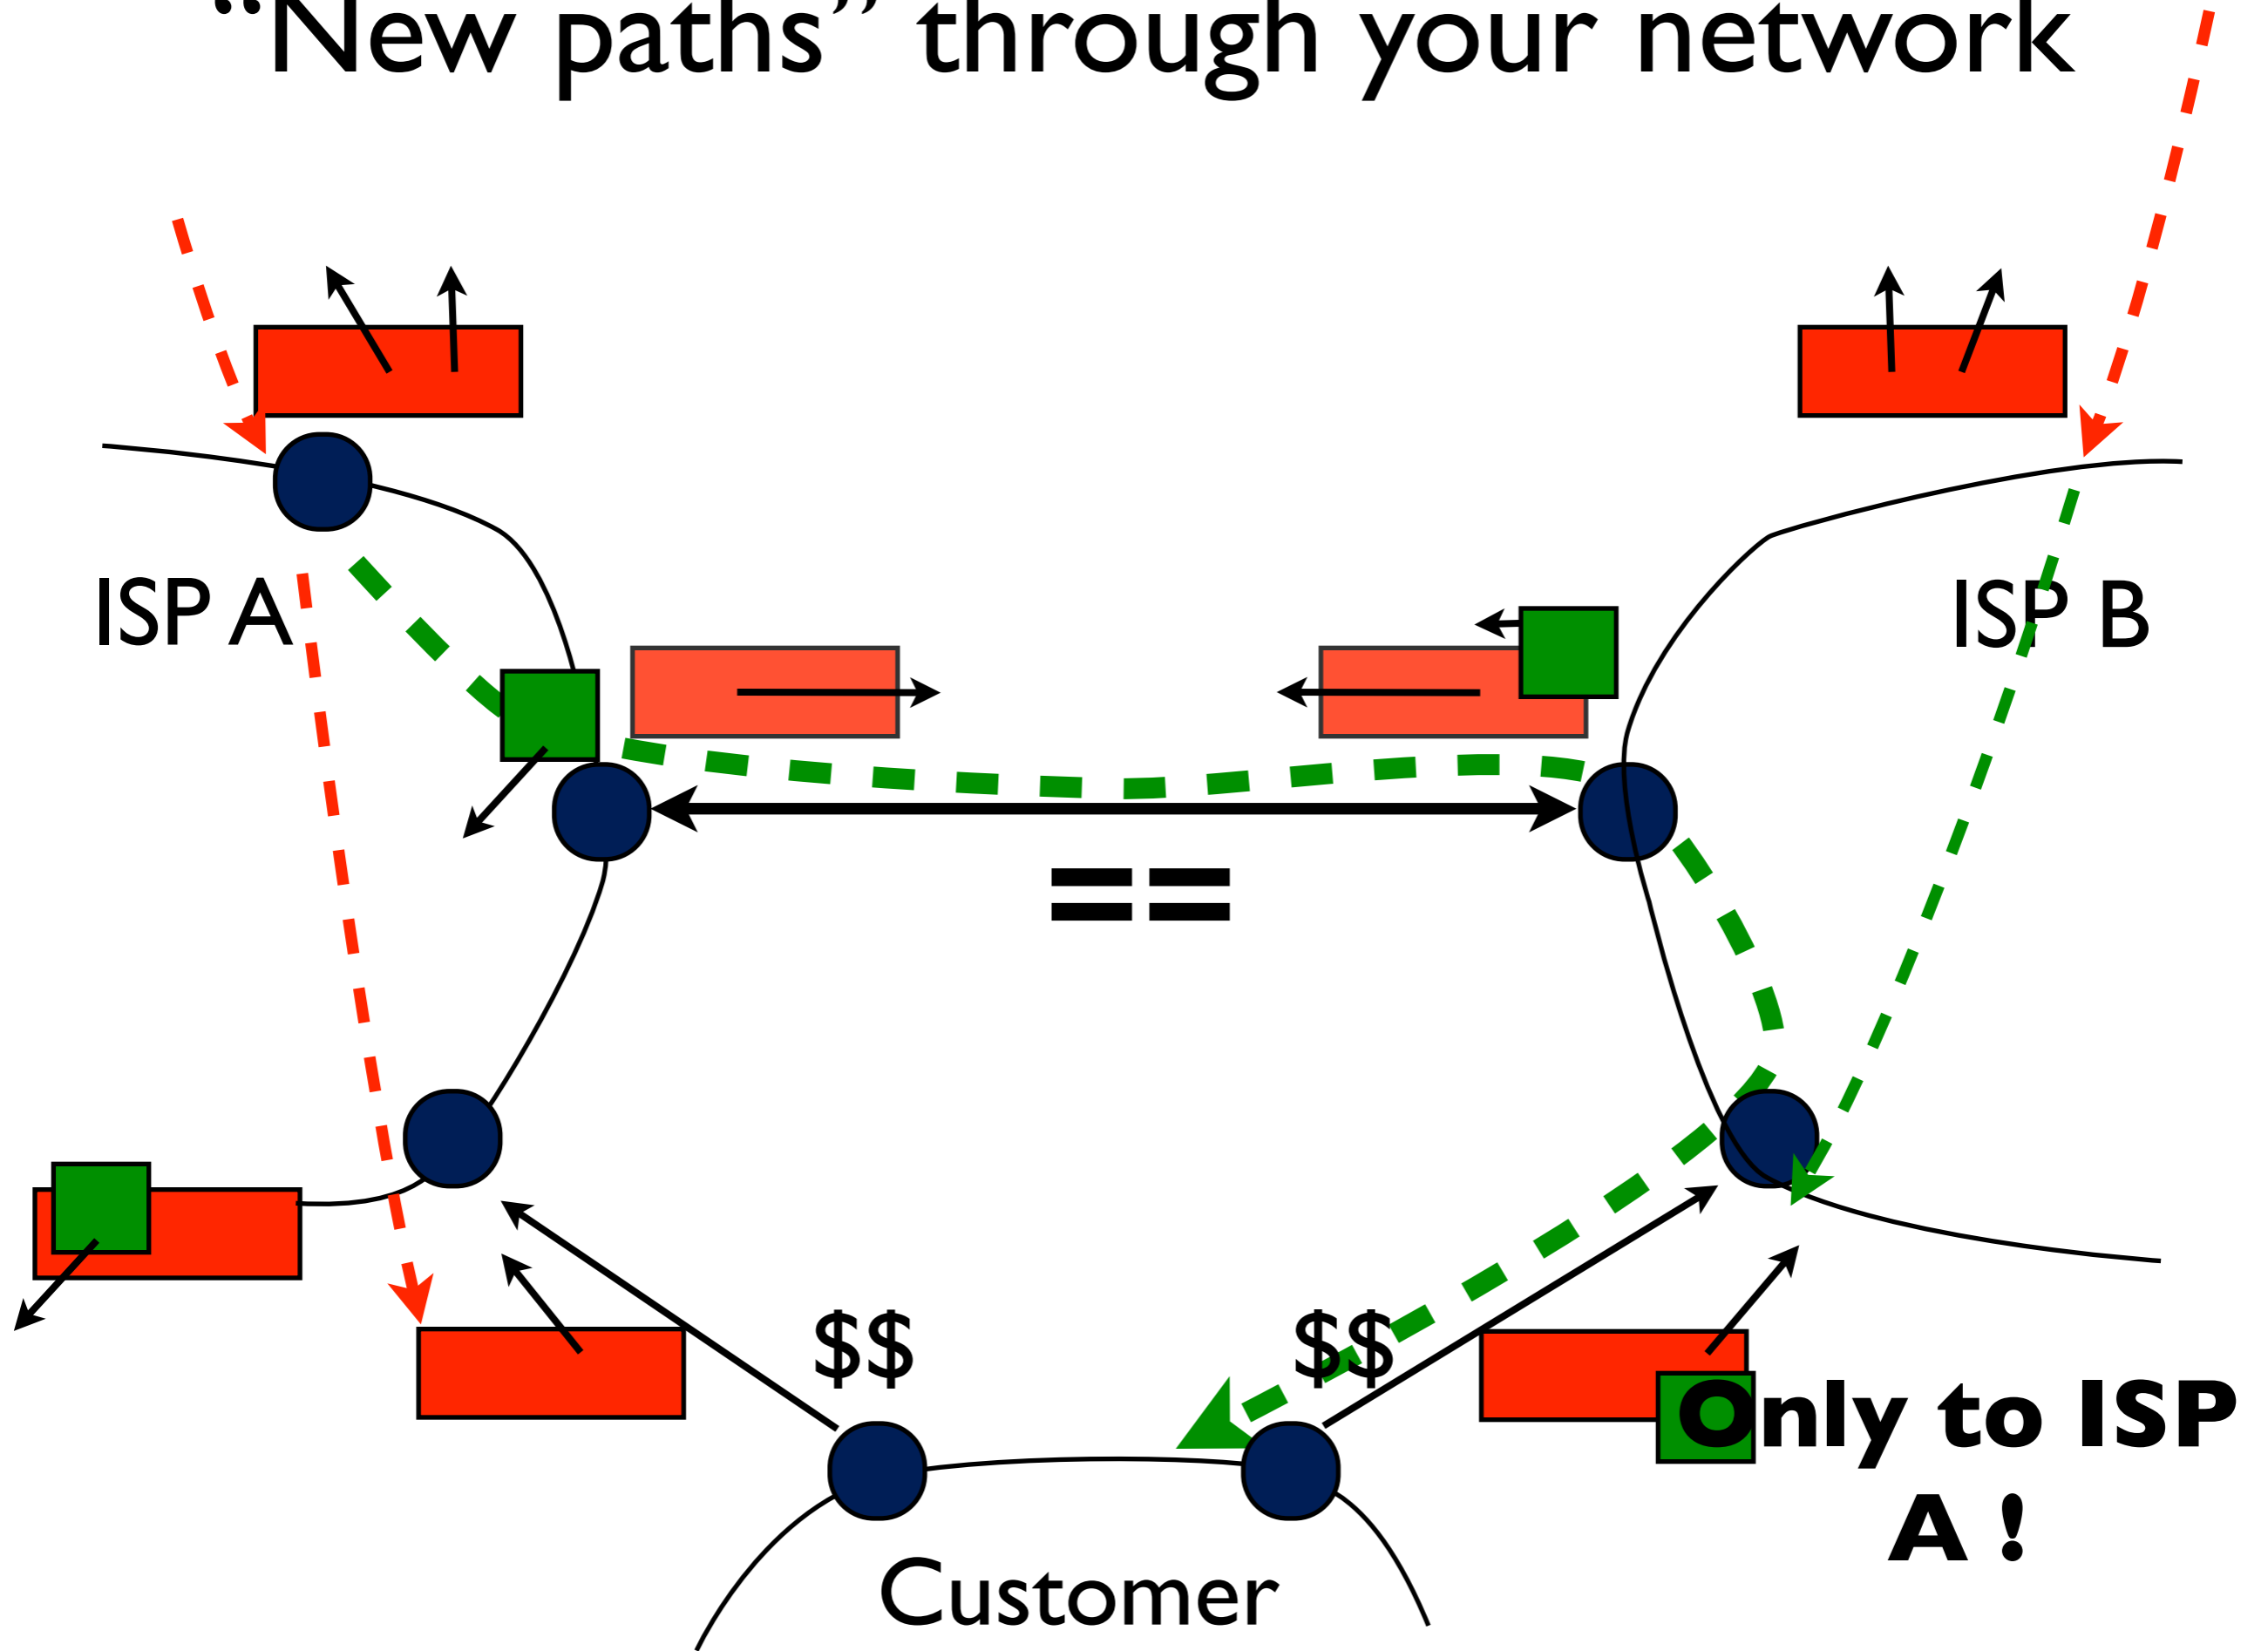 “New paths” through your network
ISP A
ISP B
==
$$
$$
Only to ISP
A !
Customer